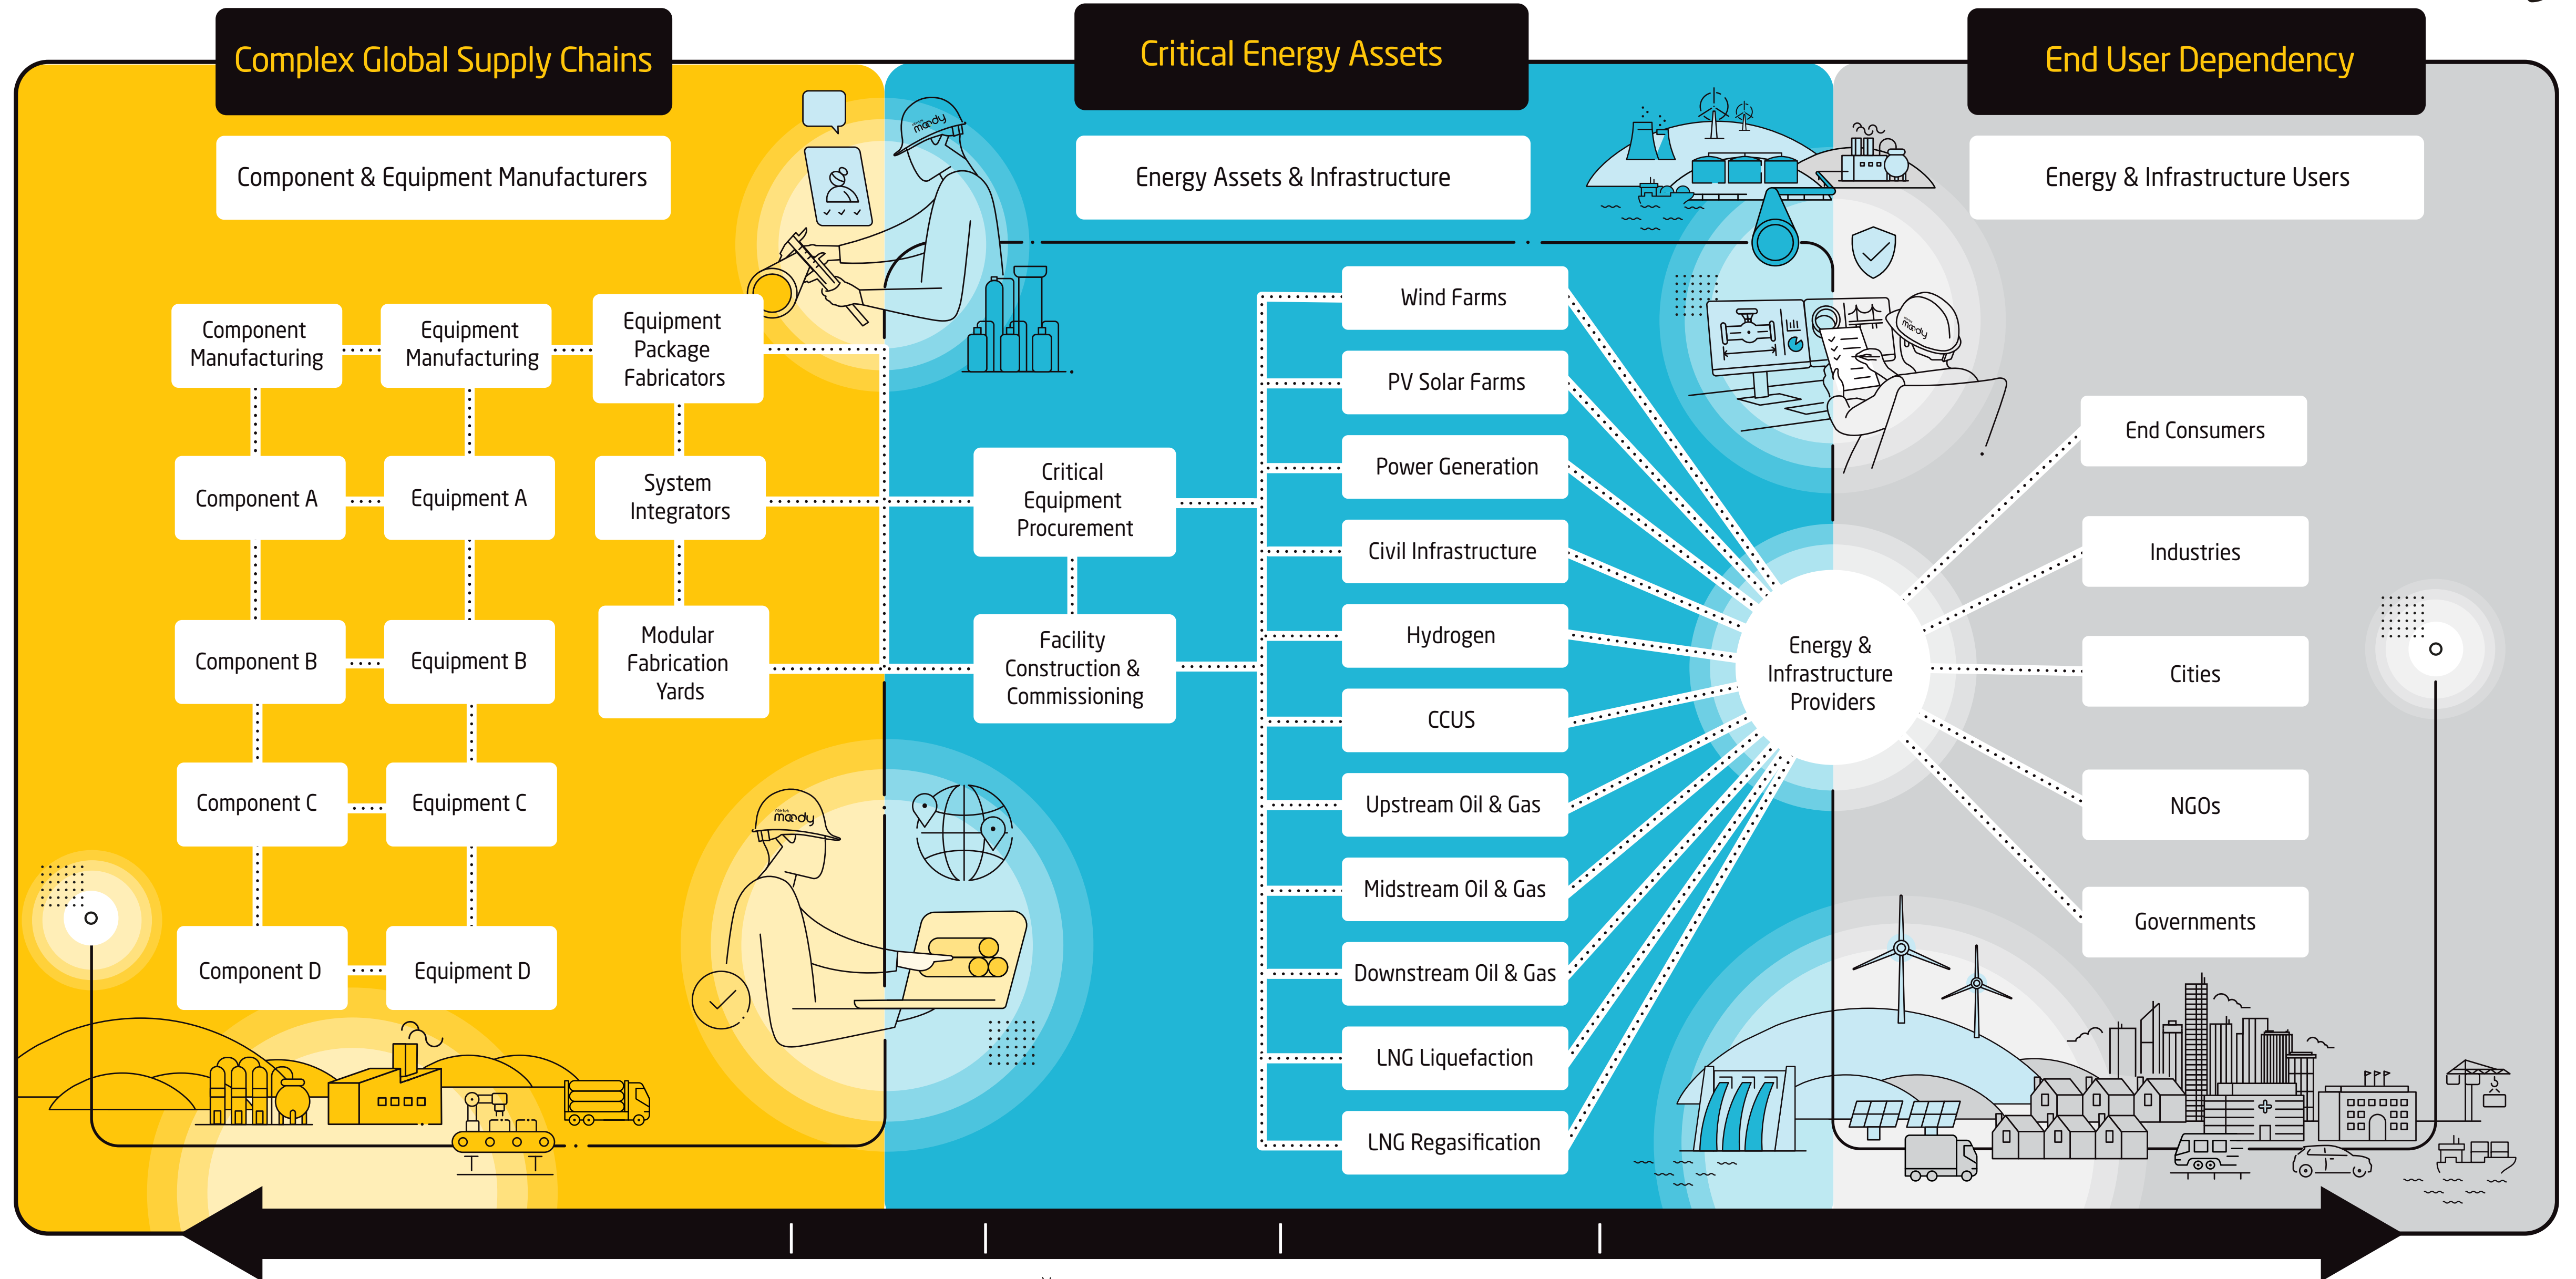 Complex Global Supply Chains
Critical Energy Assets
End User Dependency
Component & Equipment Manufacturers
Energy Assets & Infrastructure
Energy & Infrastructure Users
Component
Manufacturing
Equipment
Manufacturing
Equipment
Package
Fabricators
Component A
Equipment A
System
Integrators
Component B
Equipment B
Modular
Fabrication
Yards
Component C
Equipment C
Component D
Equipment D
moody
moody
Critical
Equipment
Procurement
Facility
Construction &
Commissioning
Wind Farms
PV Solar Farms
Power Generation
Civil Infrastructure
Hydrogen
CCUS
Upstream Oil & Gas
Midstream Oil & Gas
Downstream Oil & Gas
LNG Liquefaction
LNG Regasification
moody
Energy &
Infrastructure
Providers
End Consumers
Industries
Cities
NGOs
Governments